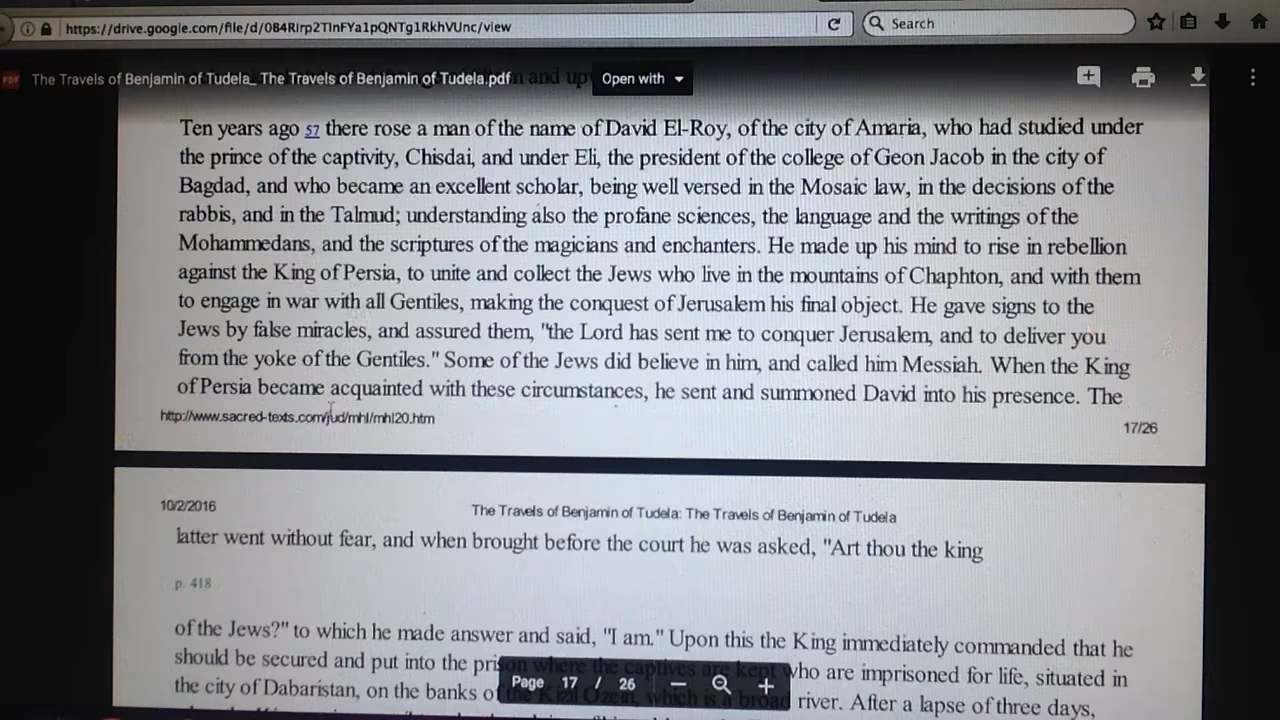 https://drive.google.com/file/d/0B4RIrp2TlnFYa1pQNTg1RkhVUnc/view
Search
The Travels of Benjamin of Tudela_ The Travels of Benjamin of Tudela.pdf
and up
Open with
Ten years ago 57 there rose a man of the name of David El-Roy, of the city of Amaria, who had studied under
the prince of the captivity, Chisdai, and under Eli, the president of the college of Geon Jacob in the city of
Bagdad, and who became an excellent scholar, being well versed in the Mosaic law, in the decisions of the
rabbis, and in the Talmud; understanding also the profane sciences, the language and the writings of the
Mohammedans, and the scriptures of the magicians and enchanters. He made up his mind to rise in rebellion
against the King of Persia, to unite and collect the Jews who live in the mountains of Chaphton, and with them
to engage in war with all Gentiles, making the conquest of Jerusalem his final object. He gave signs to the
Jews by false miracles, and assured them, "the Lord has sent me to conquer Jerusalem, and to deliver you
from the yoke of the Gentiles." Some of the Jews did believe in him, and called him Messiah. When the King
of Persia became acquainted with these circumstances, he sent and summoned David into his presence. The
http://www.sacred-texts.com/jud/mhl/mhl20.htm
17/26
10/2/2016
The Travels of Benjamin of Tudela: The Travels of Benjamin of Tudela
latter went without fear, and when brought before the court he was asked, "Art thou the king
p. 418
of the Jews?" to which he made answer and said, "I am." Upon this the King immediately commanded that he
should be secured and put into the prison where the captives are kept who are imprisoned for life, situated in
the city of Dabaristan, on the banks of the Kizil Ozein, which is a broad river. After a lapse of three days,
Page 17 / 26